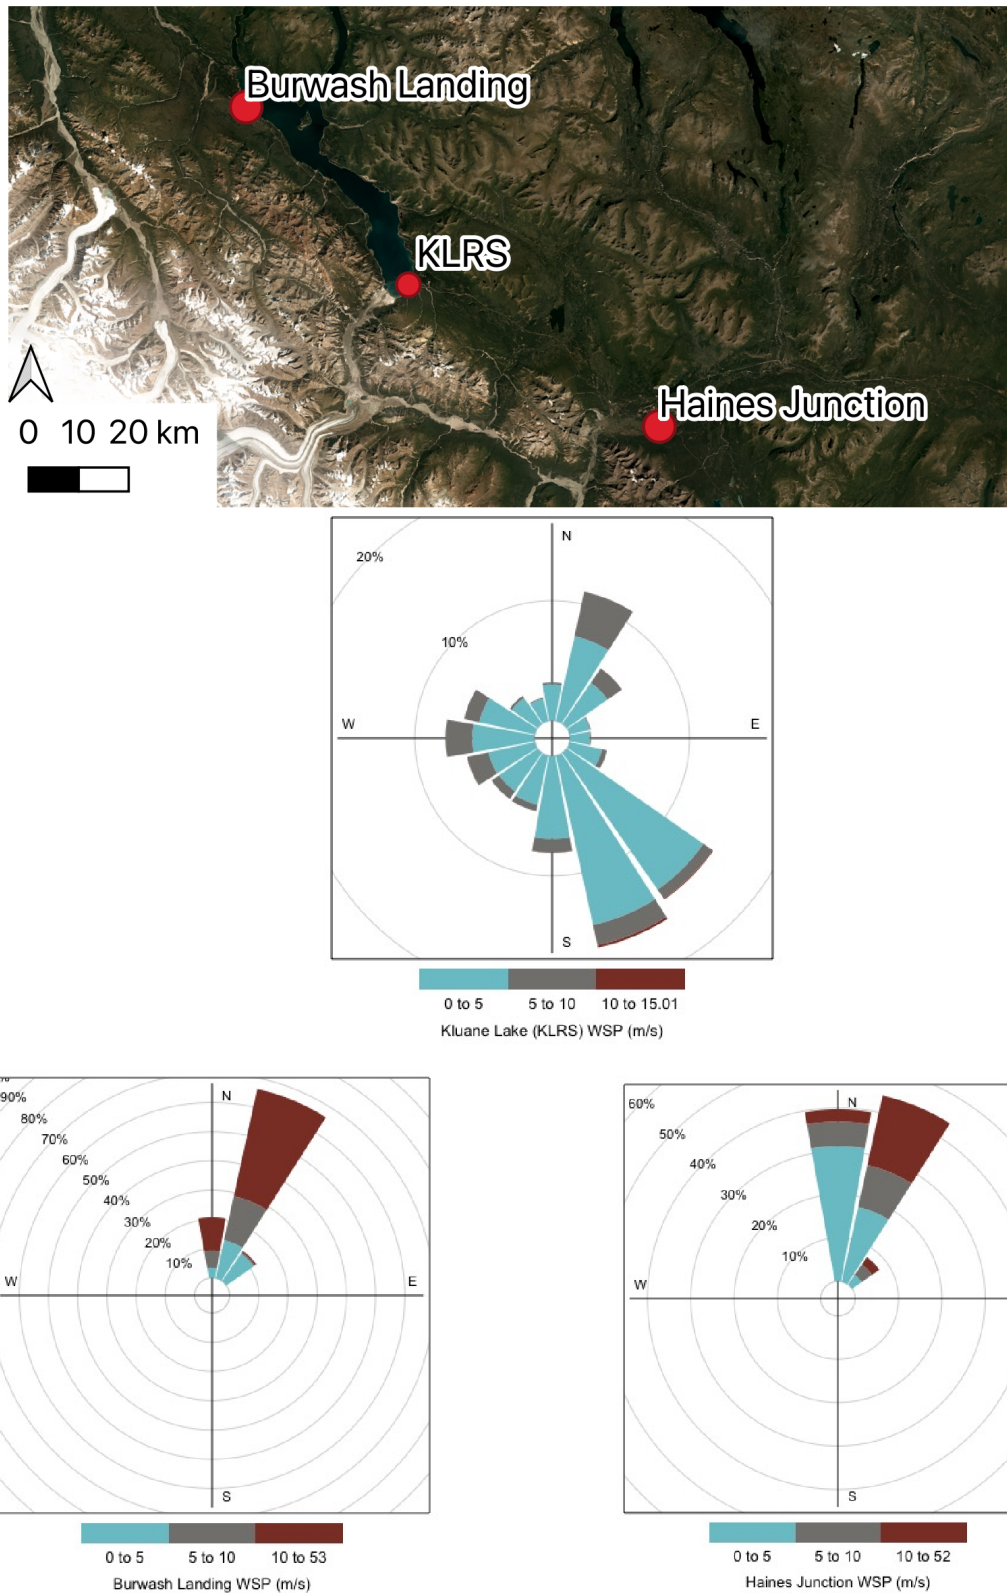 Burwash Landing
KLRS
Haines Junction
0 10 20 km
N
20%
10%
W
E
S
0 to 5 5 to 10 10 to 15.01
Kluane Lake (KLRS) WSP (m/s)
N
90%
80%
70%
60%
50%
40%
30%
20%
10%
W
E
S
0 to 5 5 to 10 10 to 53
Burwash Landing WSP (m/s)
60%
N
50%
40%
30%
20%
10%
W
S
0 to 5 5 to 10 10 to 52
Haines Junction WSP (m/s)